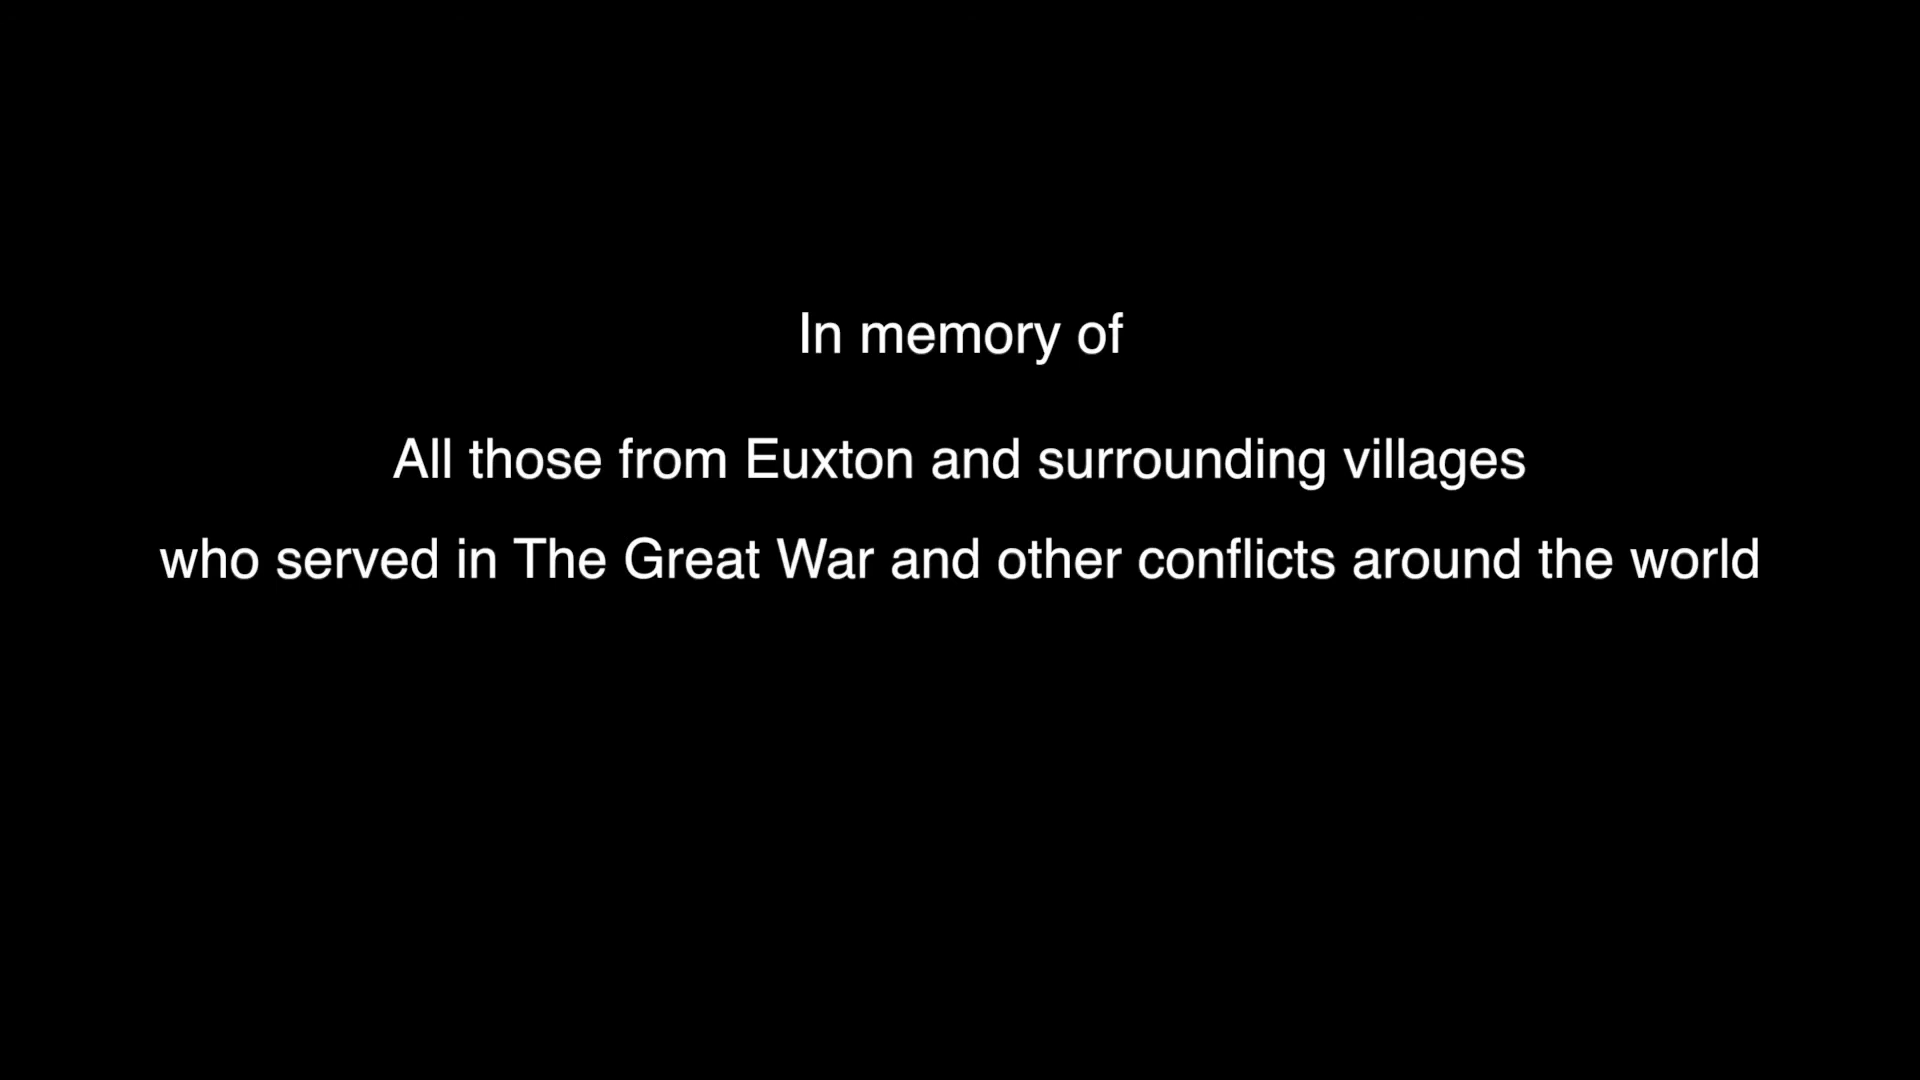 In memory of
All those from Euxton and surrounding villages
who served in The Great War and other conflicts around the world